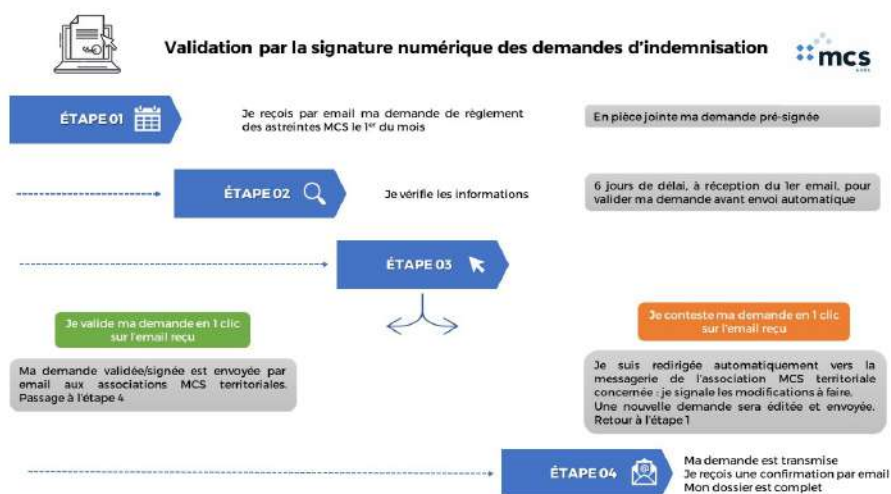 Validation par la signature numérique des demandes d'indemnisation
mcs
ÉTAPE 01
Je reçois par email ma demande de règlement
des astreintes MCS le 1er du mois
En pièce jointe ma demande pré-signée
ÉTAPE 02
Je vérifie les informations
6 jours de délai, à réception du 1er email, pour
valider ma demande avant envoi automatique
ÉTAPE 03
Je valide ma demande en 1 clic
sur l'email reçu
Ma demande validée/signée est envoyée par
email aux associations MCS territoriales.
Passage à l'étape 4
Je conteste ma demande en 1 clic
sur l'email reçu
Je suis redirigée automatiquement vers la
messagerie de l'association MCS territoriale
concernée : je signale les modifications à faire.
Une nouvelle demande sera éditée et envoyée.
Retour à l'étape 1
ÉTAPE 04
Ma demande est transmise
Je reçois une confirmation par email
Mon dossier est complet